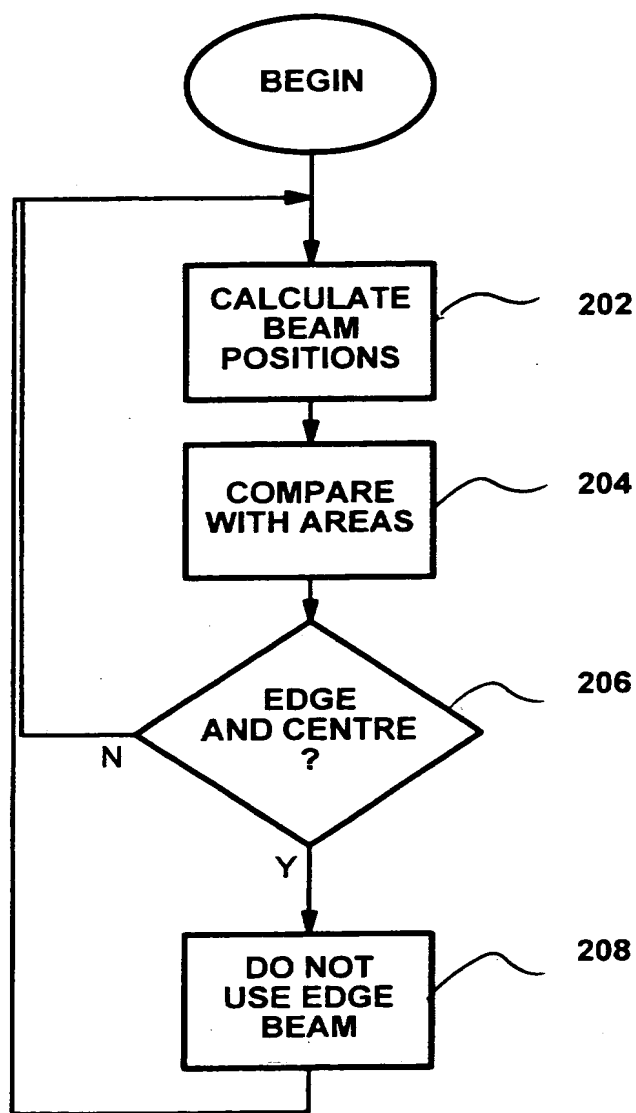 BEGIN
CALCULATE
BEAM
POSITIONS
202
COMPARE
WITH AREAS
204
EDGE
AND CENTRE
?
206
N
Y
DO NOT
USE EDGE
BEAM
208